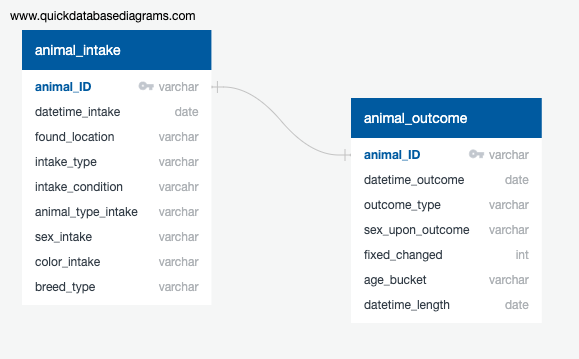 www.quickdatabasediagrams.com
animal_intake
animal_ID varchar
datetime_intake date
found_location varchar
intake_type varchar
intake_condition varcahr
animal_type_intake varchar
sex_intake varchar
color_intake varchar
breed_type varchar
animal_outcome
animal_ID varchar
datetime_outcome date
outcome_type varchar
sex_upon_outcome varchar
fixed_changed int
age_bucket varchar
datetime_length date